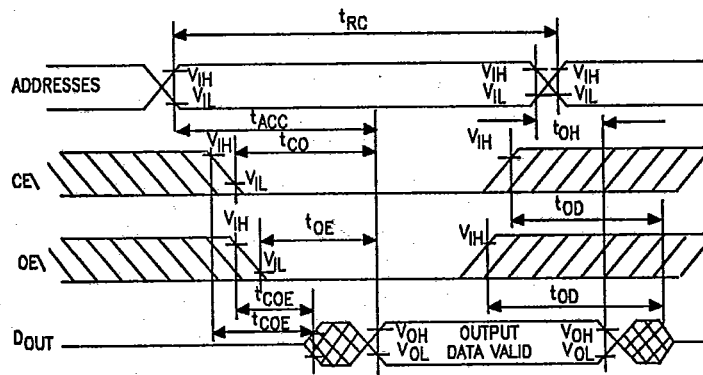 tRC
ADDRESSES
VIH
VIL
VIH
VIL
VIH
VIL
tACC
tOH
VIH
tCO
VIH
CE\
VIL
tOD
VIH
tOE
VIH
OE\
VIL
tCOE
tOD
tCOE
DOUT
VOH
VOL
OUTPUT
DATA VALID
VOH
VOL